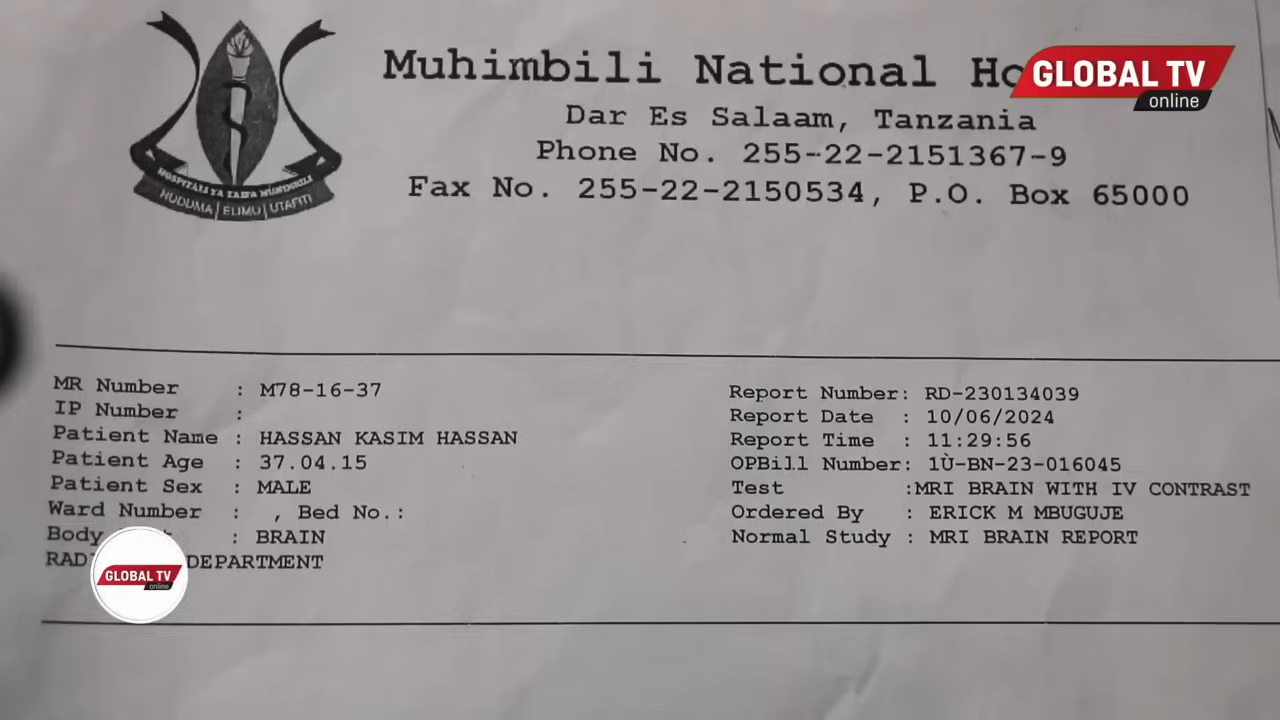 Muhimbili National
GLOBAL TV
online
Dar Es Salaam, Tanzania
Phone No. 255-22-2151367-9
Fax No. 255-22-2150534, P.O. Box 65000
HOSPITALI YA TAIFA MUHIMBILI
HUDUMA | ELIMU | UTAFITI
MR Number : M78-16-37
IP Number :
Patient Name : HASSAN KASIM HASSAN
Patient Age : 37.04.15
Patient Sex : MALE
Ward Number : , Bed No.:
Body : BRAIN
DEPARTMENT
GLOBAL TV
online
Report Number: RD-230134039
Report Date : 10/06/2024
Report Time : 11:29:56
OPBill Number: 1Ù-BN-23-016045
Test :MRI BRAIN WITH IV CONTRAST
Ordered By : ERICK M MBUGUJE
Normal Study : MRI BRAIN REPORT